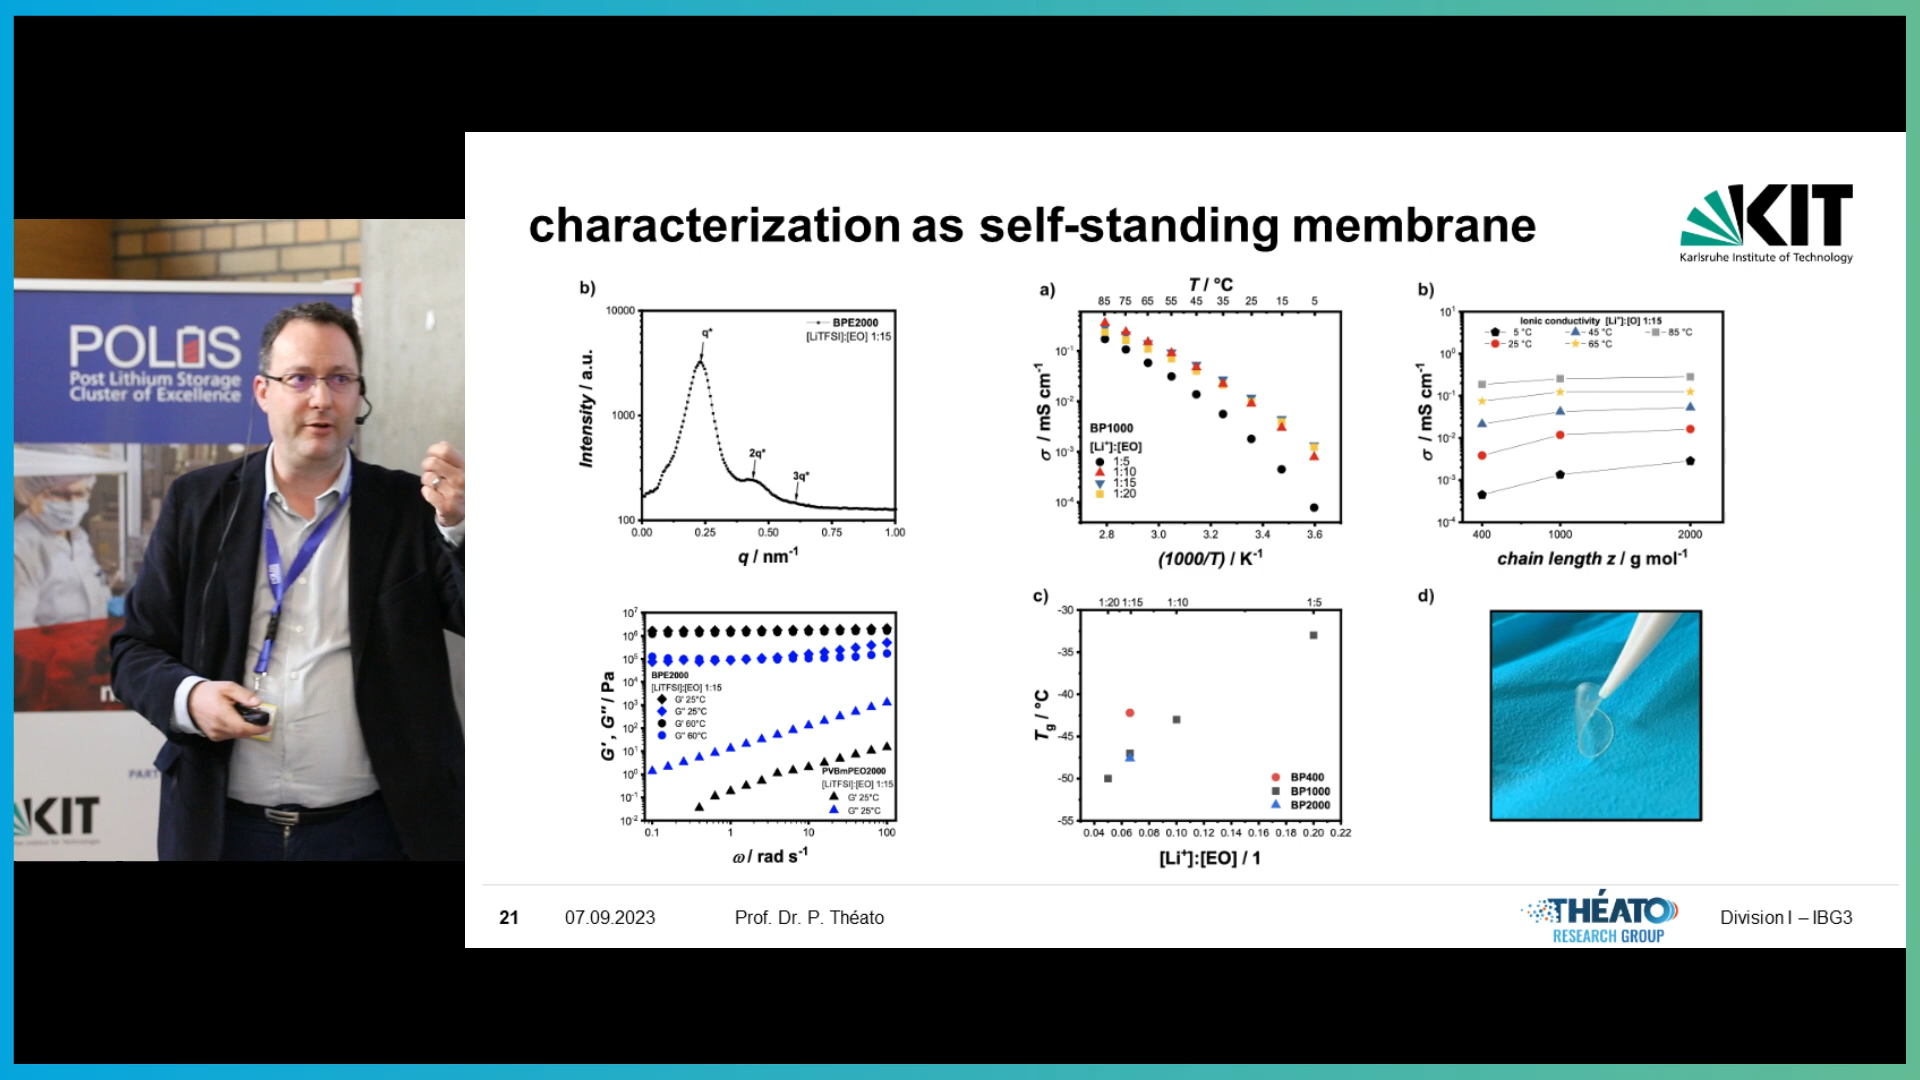 POLiS
Post Lithium Storage
Cluster of Excellence
PART
KIT
characterization as self-standing membrane
KIT
Karlsruhe Institute of Technology
b)
10000
1000
100
Intensity / a.u.
BPE2000
[LiTFSI]:[EO] 1:15
q*
2q*
3q*
0.00 0.25 0.50 0.75 1.00
q / nm⁻¹
a)
T / °C
85 75 65 55 45 35 25 15 5
10⁻¹
10⁻²
10⁻³
10⁻⁴
σ / mS cm⁻¹
BP1000
[Li⁺]:[EO]
1:5
1:10
1:15
1:20
2.8 3.0 3.2 3.4 3.6
(1000/T) / K⁻¹
b)
10¹
10⁰
10⁻¹
10⁻²
10⁻³
10⁻⁴
σ / mS cm⁻¹
Ionic conductivity [Li⁺]:[O] 1:15
5 °C 45 °C 85 °C
25 °C 65 °C
400 1000 2000
chain length z / g mol⁻¹
10⁷
10⁶
10⁵
10⁴
10³
10²
10¹
10⁰
10⁻¹
10⁻²
G', G'' / Pa
BPE2000
[LiTFSI]:[EO] 1:15
G' 25°C
G'' 25°C
G' 60°C
G'' 60°C
PVBmPEO2000
[LiTFSI]:[EO] 1:15
G' 25°C
G'' 25°C
0.1 1 10 100
ω / rad s⁻¹
c)
1:20 1:15 1:10 1:5
-30
-35
-40
-45
-50
-55
Tg / °C
BP400
BP1000
BP2000
0.04 0.06 0.08 0.10 0.12 0.14 0.16 0.18 0.20 0.22
[Li⁺]:[EO] / 1
d)
21 07.09.2023 Prof. Dr. P. Théato
THÉATO
RESEARCH GROUP
Division I – IBG3